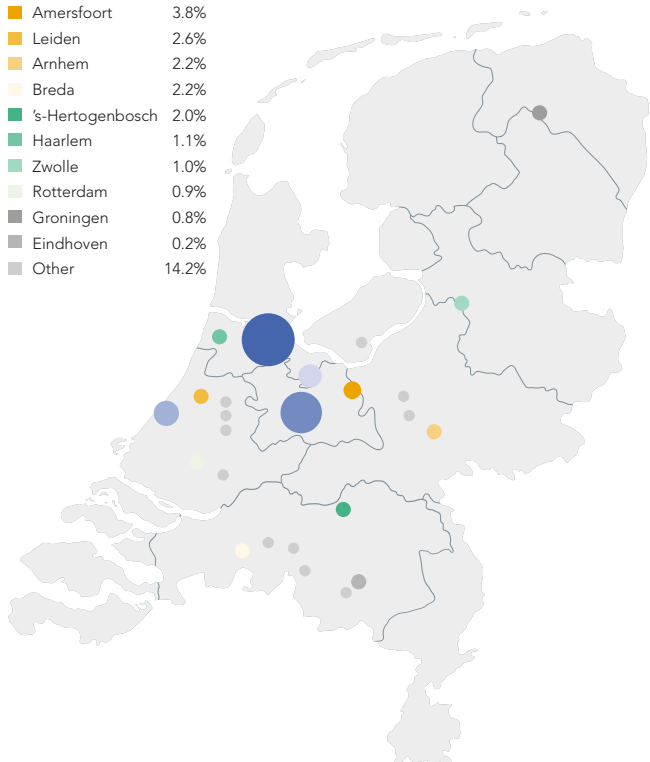 Amersfoort 3.8%
Leiden 2.6%
Arnhem 2.2%
Breda 2.2%
’s-Hertogenbosch 2.0%
Haarlem 1.1%
Zwolle 1.0%
Rotterdam 0.9%
Groningen 0.8%
Eindhoven 0.2%
Other 14.2%